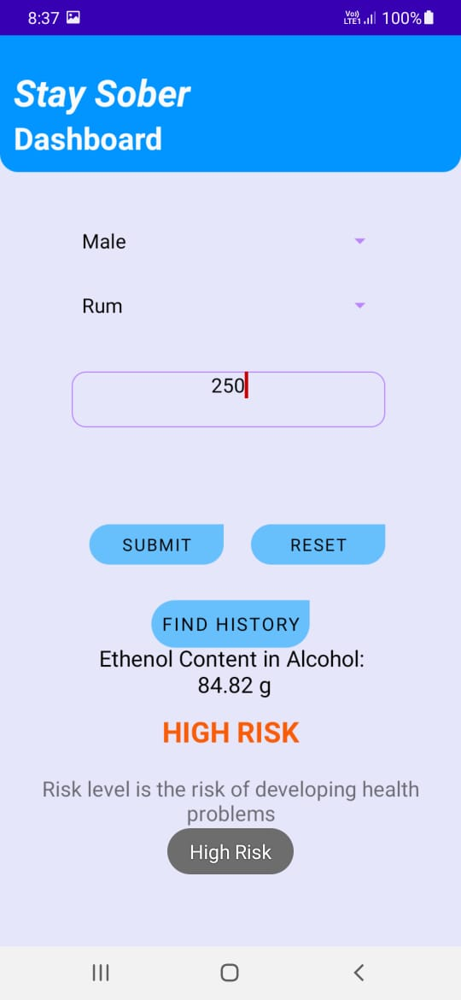 8:37 Vo)) LTE1 100%
Stay Sober
Dashboard
Male
Rum
250
SUBMIT RESET
FIND HISTORY
Ethenol Content in Alcohol:
84.82 g
HIGH RISK
Risk level is the risk of developing health
problems
High Risk